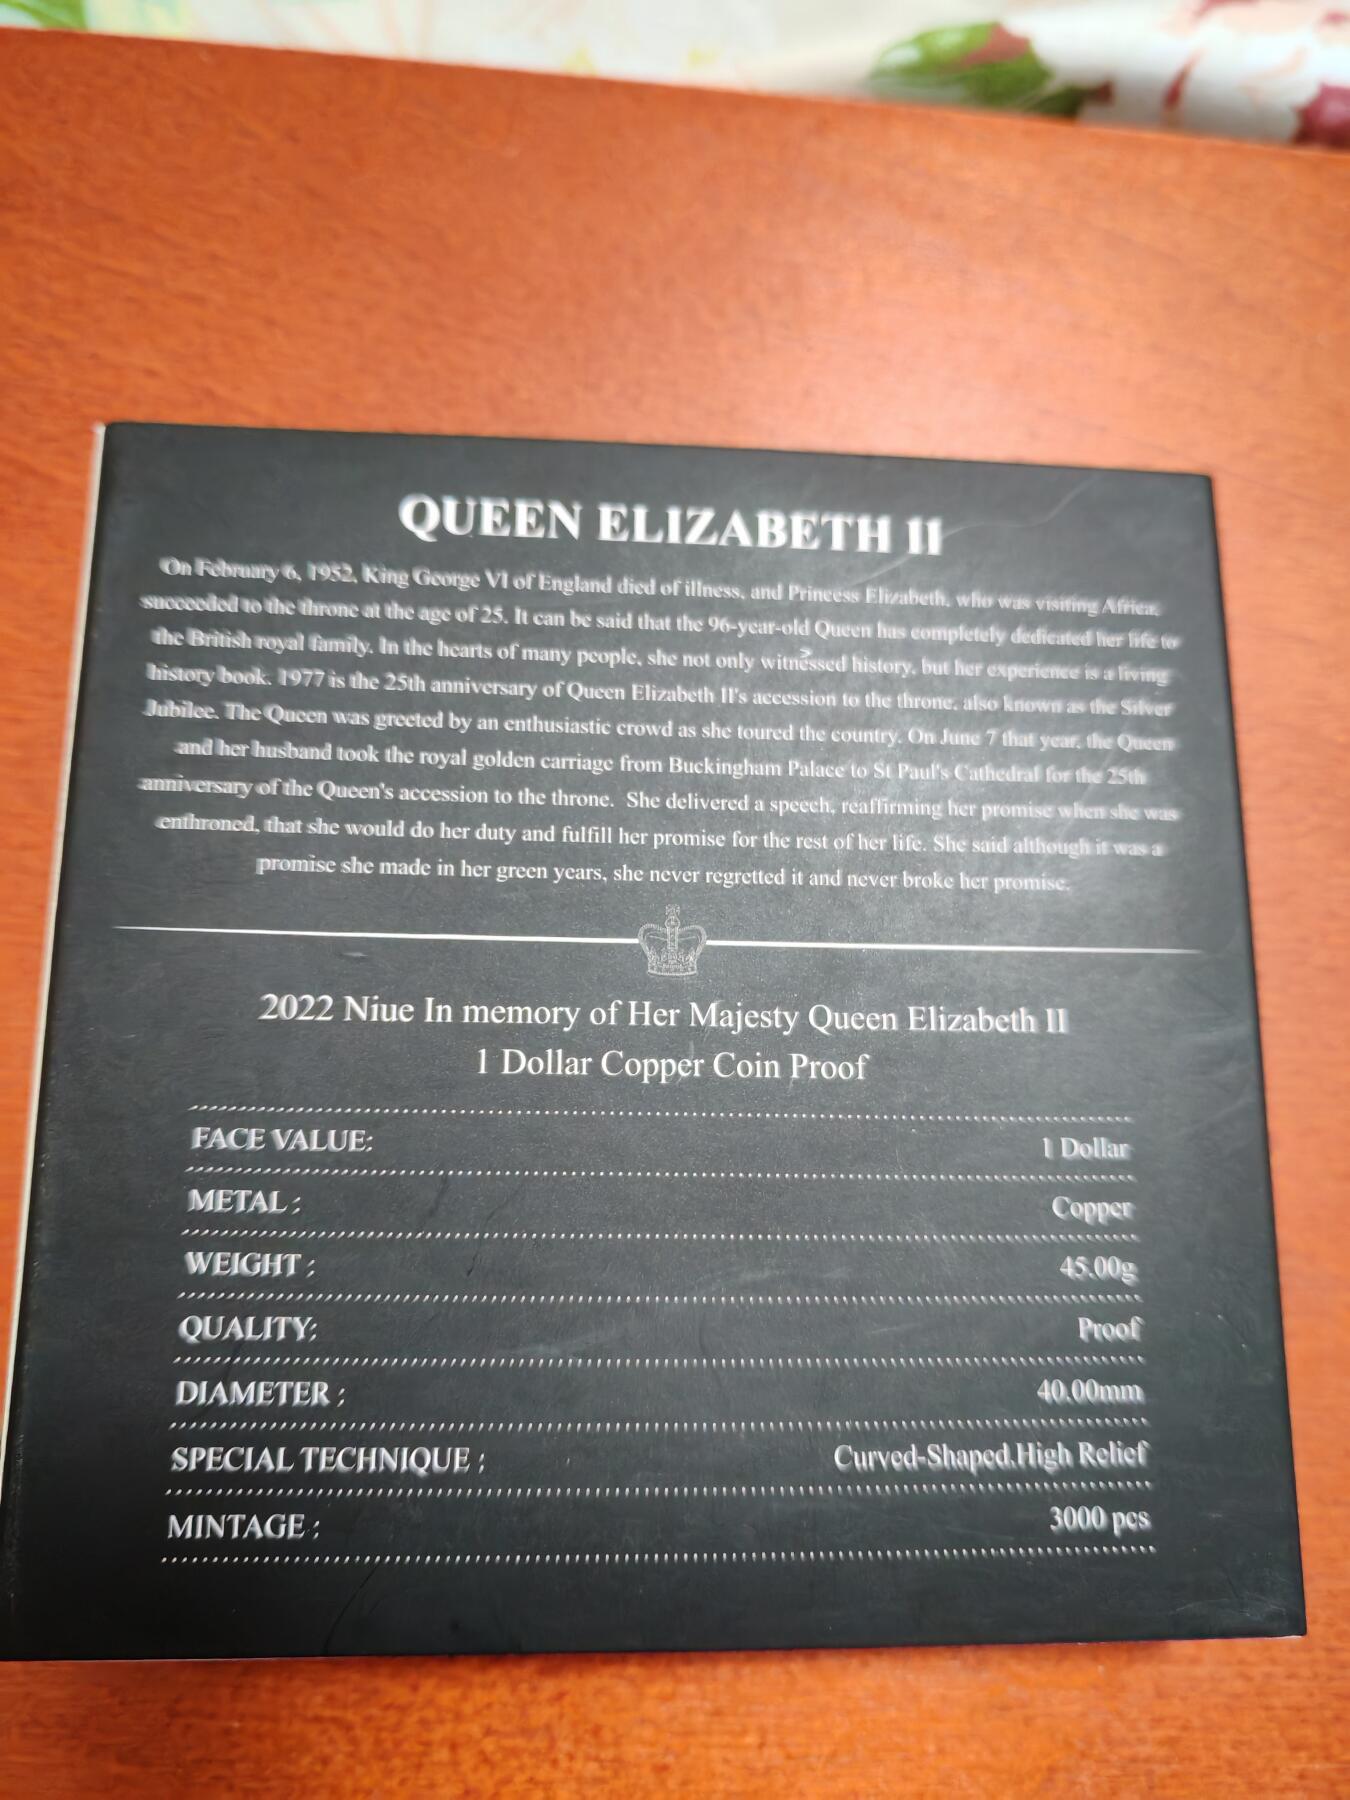 QUEEN ELIZABETH II
On February 6, 1952, King George VI of England died of illness, and Princess Elizabeth, who was visiting Africa,
succeeded to the throne at the age of 25. It can be said that the 96-year-old Queen has completely dedicated her life to
the British royal family. In the hearts of many people, she not only witnessed history, but her experience is a living
history book. 1977 is the 25th anniversary of Queen Elizabeth II's accession to the throne, also known as the Silver
Jubilee. The Queen was greeted by an enthusiastic crowd as she toured the country. On June 7 that year, the Queen
and her husband took the royal golden carriage from Buckingham Palace to St Paul's Cathedral for the 25th
anniversary of the Queen's accession to the throne. She delivered a speech, reaffirming her promise when she was
enthroned, that she would do her duty and fulfill her promise for the rest of her life. She said although it was a
promise she made in her green years, she never regretted it and never broke her promise.
2022 Niue In memory of Her Majesty Queen Elizabeth II
1 Dollar Copper Coin Proof
FACE VALUE: 1 Dollar
METAL : Copper
WEIGHT : 45.00g
QUALITY: Proof
DIAMETER : 40.00mm
SPECIAL TECHNIQUE : Curved-Shaped.High Relief
MINTAGE : 3000 pcs